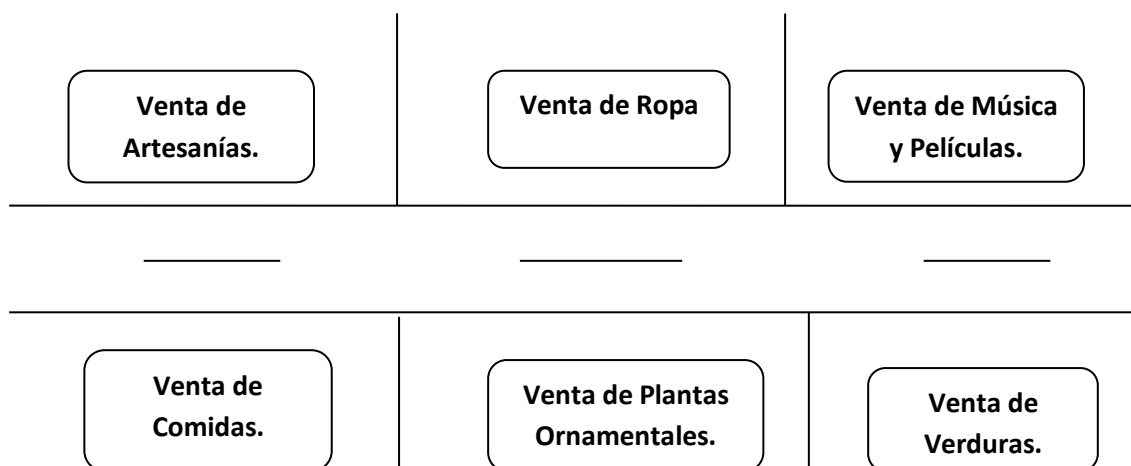 Venta de
Artesanías.
Venta de Ropa
Venta de Música
y Películas.
Venta de
Comidas.
Venta de Plantas
Ornamentales.
Venta de
Verduras.